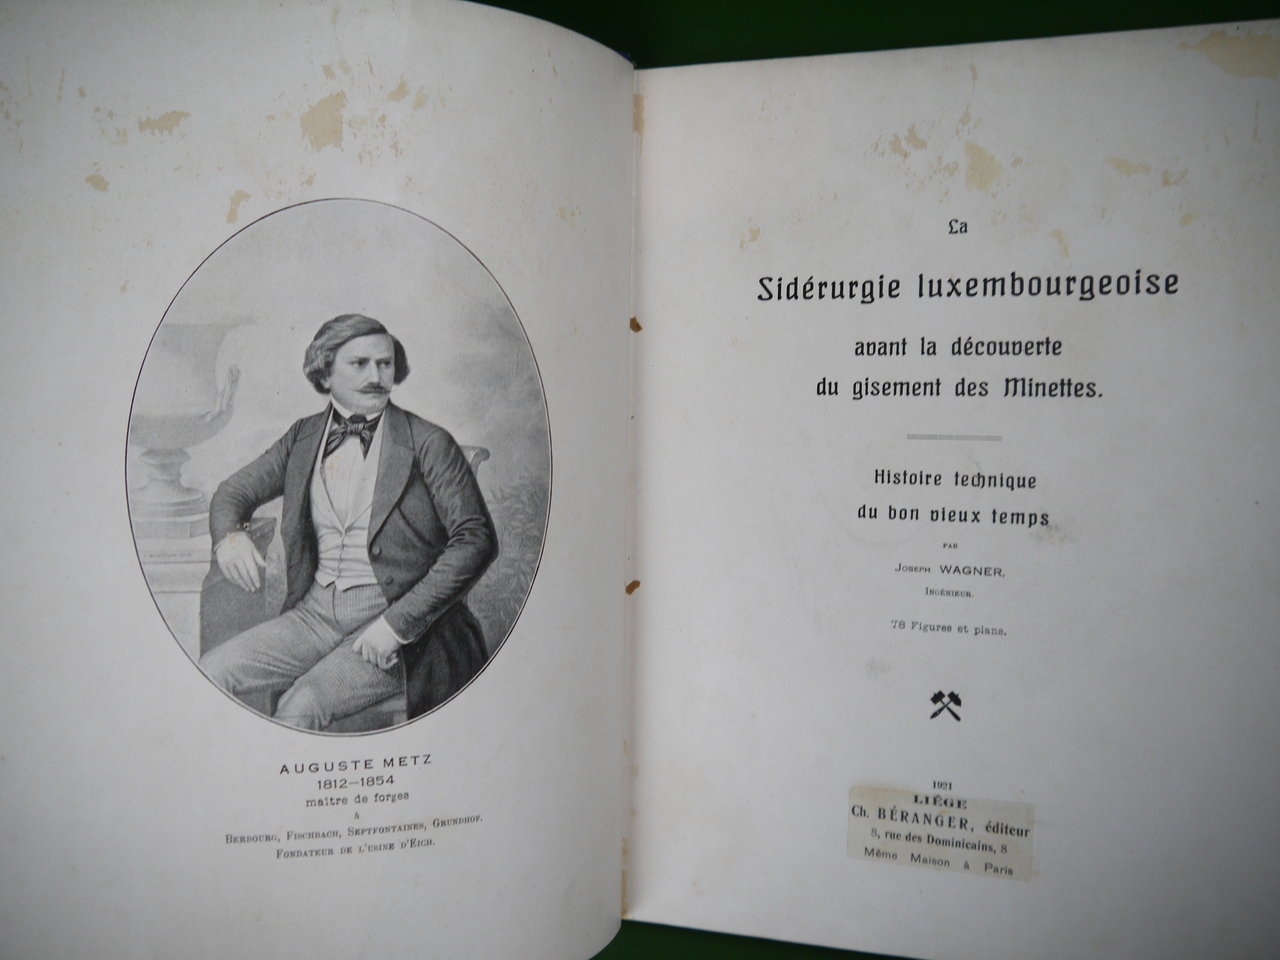 AUGUSTE METZ
1812—1854
maître de forges
à
BERBOURG, FISCHBACH, SEPTFONTAINES, GRUNDHOF.
FONDATEUR DE L'USINE D'EICH.
La
Sidérurgie luxembourgeoise
avant la découverte
du gisement des Minettes.
Histoire technique
du bon vieux temps
PAR
JOSEPH WAGNER,
INGÉNIEUR.
78 Figures et plans.
1921
LIÉGE
Ch. BÉRANGER, éditeur
8, rue des Dominicains, 8
Même Maison à Paris